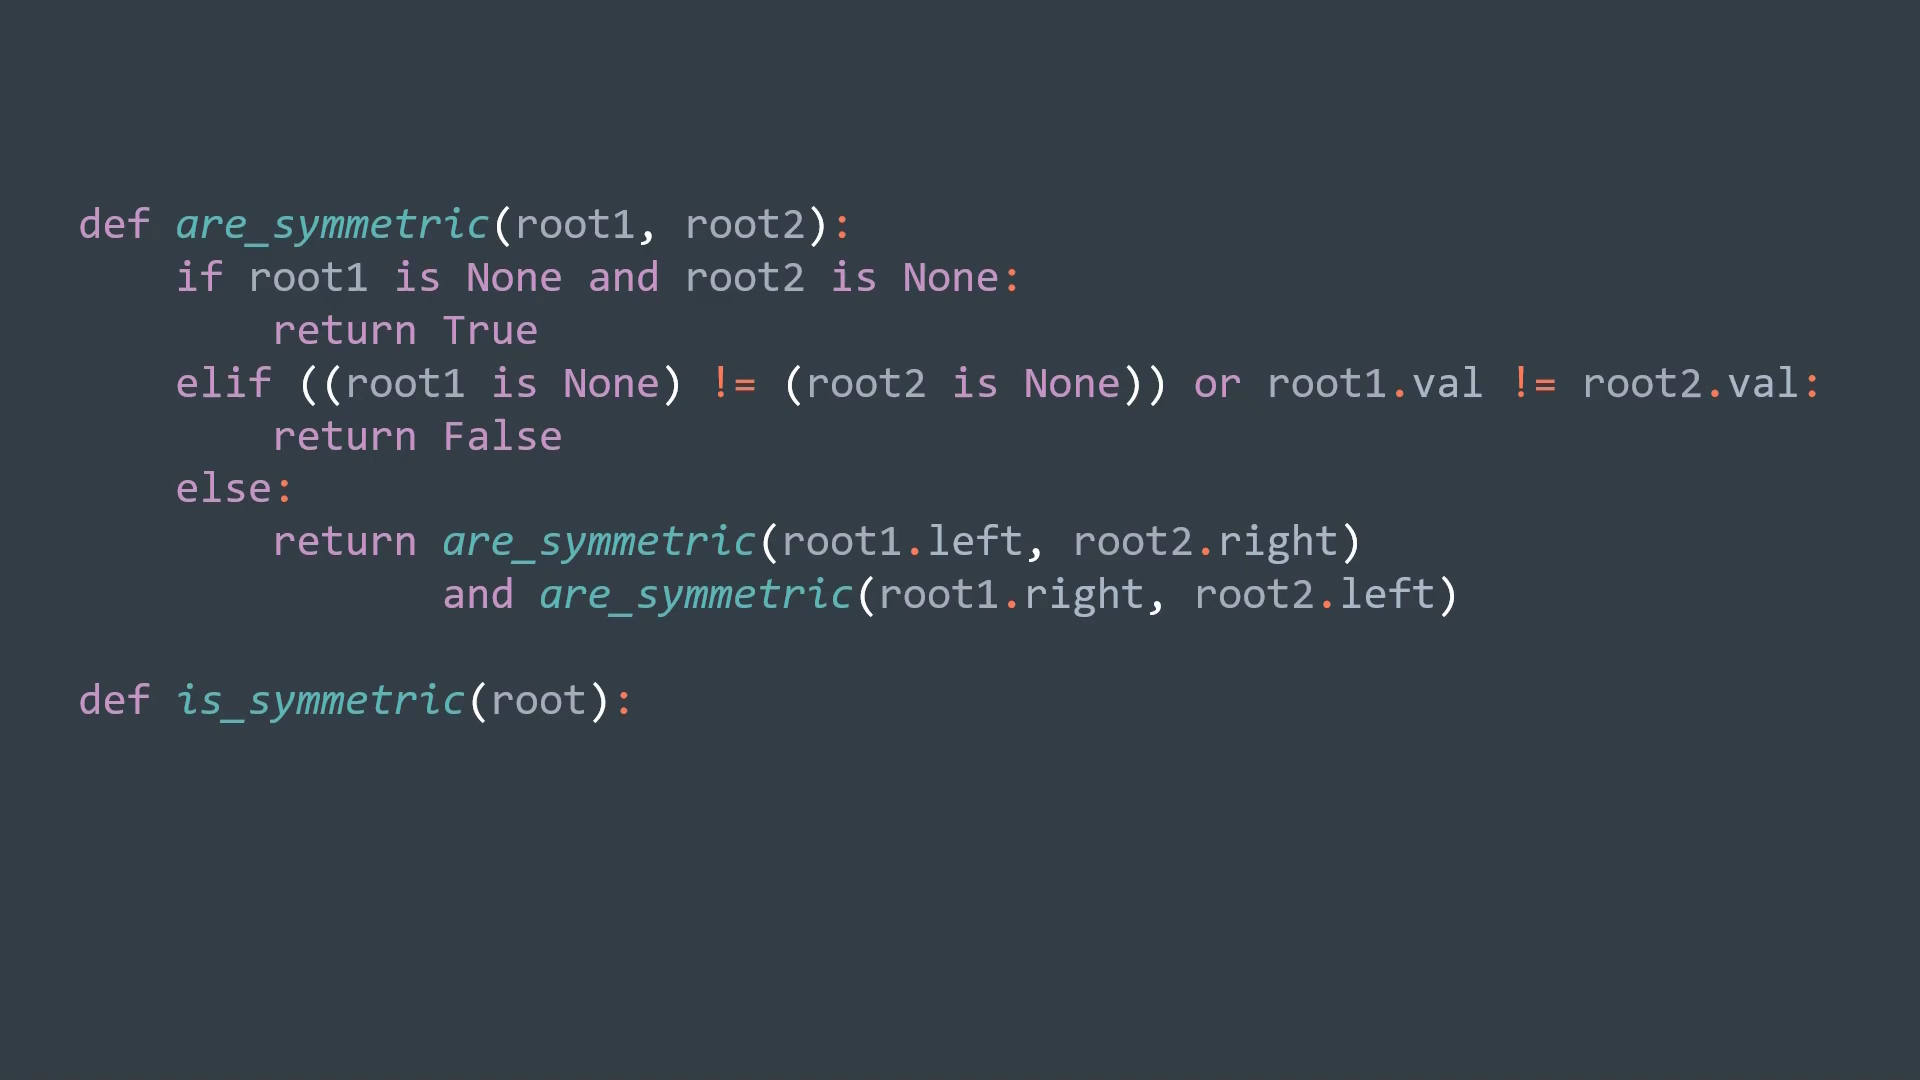 def are_symmetric(root1, root2):
    if root1 is None and root2 is None:
        return True
    elif ((root1 is None) != (root2 is None)) or root1.val != root2.val:
        return False
    else:
        return are_symmetric(root1.left, root2.right)
               and are_symmetric(root1.right, root2.left)

def is_symmetric(root):